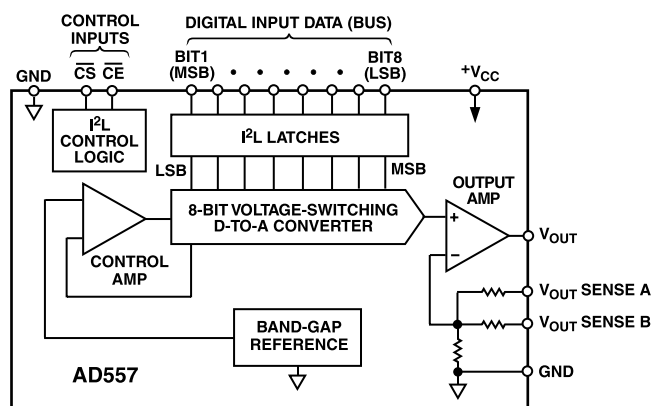 CONTROL
INPUTS
DIGITAL INPUT DATA (BUS)
GND
CS CE
BIT1
(MSB)
BIT8
(LSB)
+VCC
I2L
CONTROL
LOGIC
I2L LATCHES
LSB
MSB
8-BIT VOLTAGE-SWITCHING
D-TO-A CONVERTER
OUTPUT
AMP
+
−
VOUT
CONTROL
AMP
VOUT SENSE A
VOUT SENSE B
BAND-GAP
REFERENCE
GND
AD557